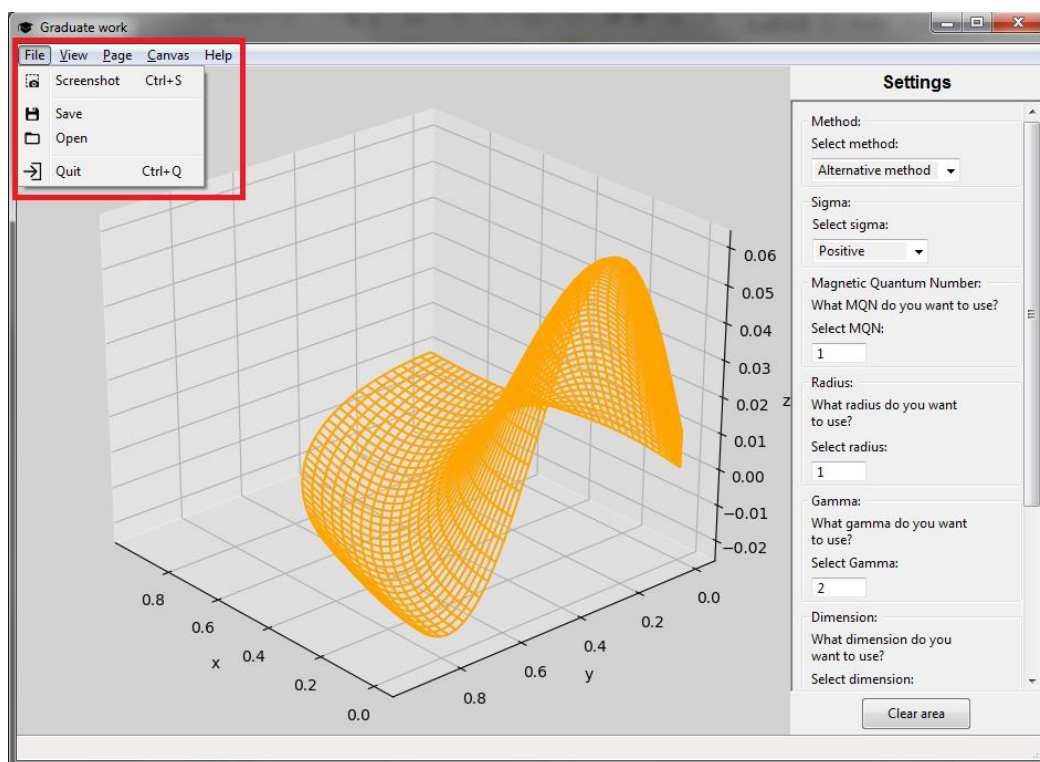 Graduate work
File View Page Canvas Help
Screenshot Ctrl+S
Save
Open
Quit Ctrl+Q
0.06
0.05
0.04
0.03
0.02 z
0.01
0.00
−0.01
−0.02
0.8
0.6
x 0.4
0.2
0.0
0.8
0.6 y
0.4
0.2
0.0
Settings
Method:
Select method:
Alternative method
Sigma:
Select sigma:
Positive
Magnetic Quantum Number:
What MQN do you want to use?
Select MQN:
1
Radius:
What radius do you want
to use?
Select radius:
1
Gamma:
What gamma do you want
to use?
Select Gamma:
2
Dimension:
What dimension do you
want to use?
Select dimension:
Clear area